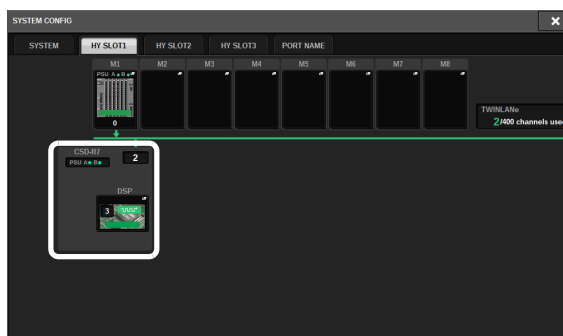 SYSTEM CONFIG
SYSTEM HY SLOT1 HY SLOT2 HY SLOT3 PORT NAME
M1 M2 M3 M4 M5 M6 M7 M8
PSU A B
0
TWINLANe
2/400 channels used
CSD-R7
PSU A B
2
DSP
3